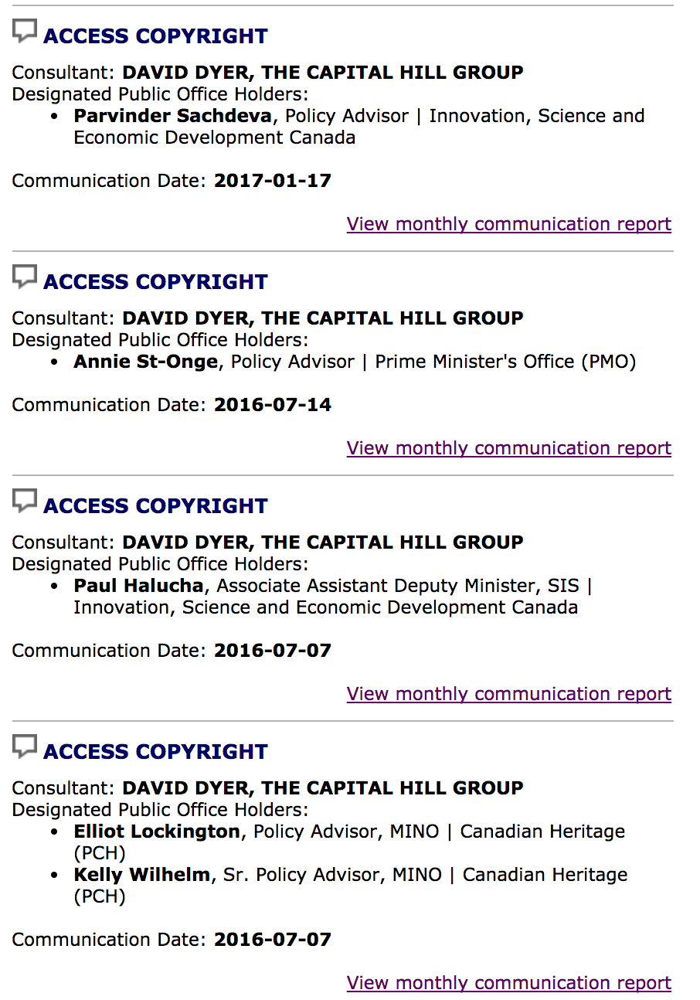 ACCESS COPYRIGHT
Consultant: DAVID DYER, THE CAPITAL HILL GROUP
Designated Public Office Holders:
• Parvinder Sachdeva, Policy Advisor | Innovation, Science and
Economic Development Canada
Communication Date: 2017-01-17
View monthly communication report
ACCESS COPYRIGHT
Consultant: DAVID DYER, THE CAPITAL HILL GROUP
Designated Public Office Holders:
• Annie St-Onge, Policy Advisor | Prime Minister's Office (PMO)
Communication Date: 2016-07-14
View monthly communication report
ACCESS COPYRIGHT
Consultant: DAVID DYER, THE CAPITAL HILL GROUP
Designated Public Office Holders:
• Paul Halucha, Associate Assistant Deputy Minister, SIS |
Innovation, Science and Economic Development Canada
Communication Date: 2016-07-07
View monthly communication report
ACCESS COPYRIGHT
Consultant: DAVID DYER, THE CAPITAL HILL GROUP
Designated Public Office Holders:
• Elliot Lockington, Policy Advisor, MINO | Canadian Heritage
(PCH)
• Kelly Wilhelm, Sr. Policy Advisor, MINO | Canadian Heritage
(PCH)
Communication Date: 2016-07-07
View monthly communication report